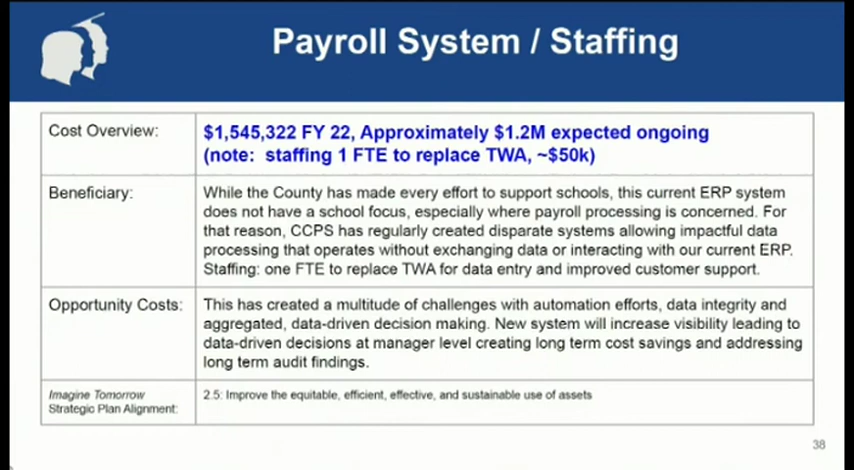 Payroll System / Staffing
Cost Overview:
$1,545,322 FY 22, Approximately $1.2M expected ongoing
(note: staffing 1 FTE to replace TWA, ~$50k)
Beneficiary:
While the County has made every effort to support schools, this current ERP system
does not have a school focus, especially where payroll processing is concerned. For
that reason, CCPS has regularly created disparate systems allowing impactful data
processing that operates without exchanging data or interacting with our current ERP.
Staffing: one FTE to replace TWA for data entry and improved customer support.
Opportunity Costs:
This has created a multitude of challenges with automation efforts, data integrity and
aggregated, data-driven decision making. New system will increase visibility leading to
data-driven decisions at manager level creating long term cost savings and addressing
long term audit findings.
Imagine Tomorrow
Strategic Plan Alignment:
2.5: Improve the equitable, efficient, effective, and sustainable use of assets
38